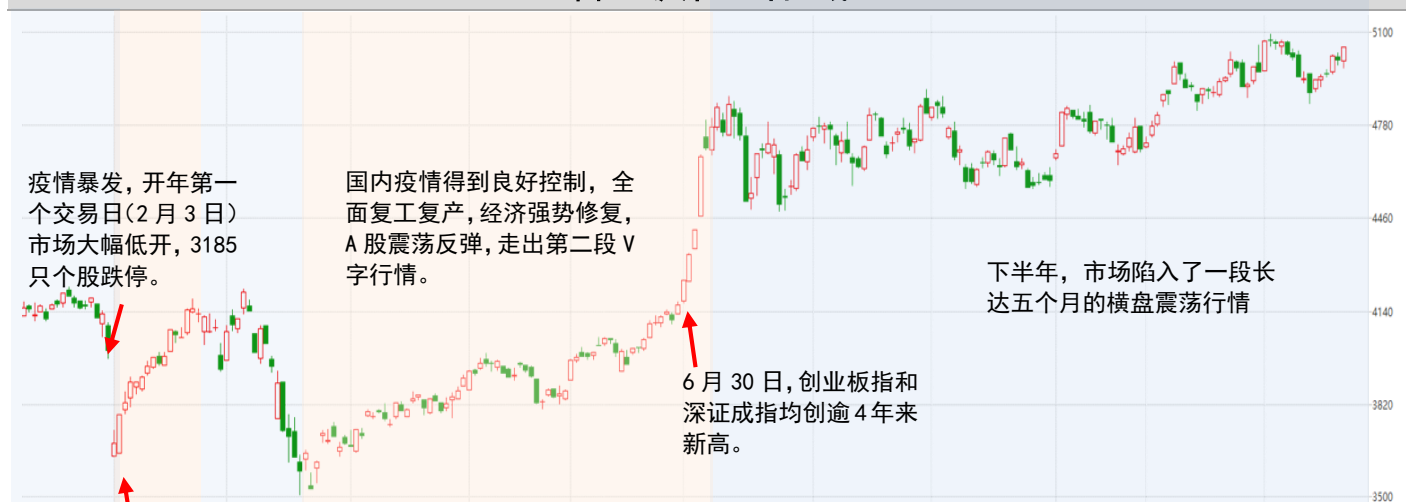 5100
4780
4460
4140
3820
3500
疫情暴发，开年第一
个交易日(2月3日)
市场大幅低开，3185
只个股跌停。
国内疫情得到良好控制，全
面复工复产，经济强势修复，
A股震荡反弹，走出第二段V
字行情。
6月30日，创业板指和
深证成指均创逾4年来
新高。
下半年，市场陷入了一段长
达五个月的横盘震荡行情